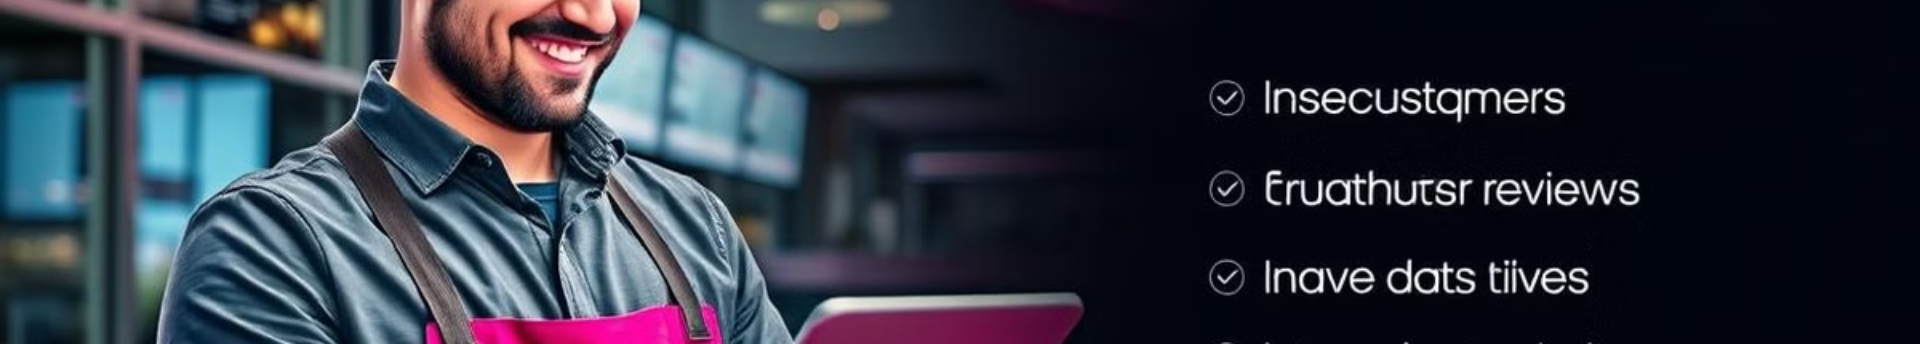 Insecustqmers
Eruathutsr reviews
Inave dats tiives